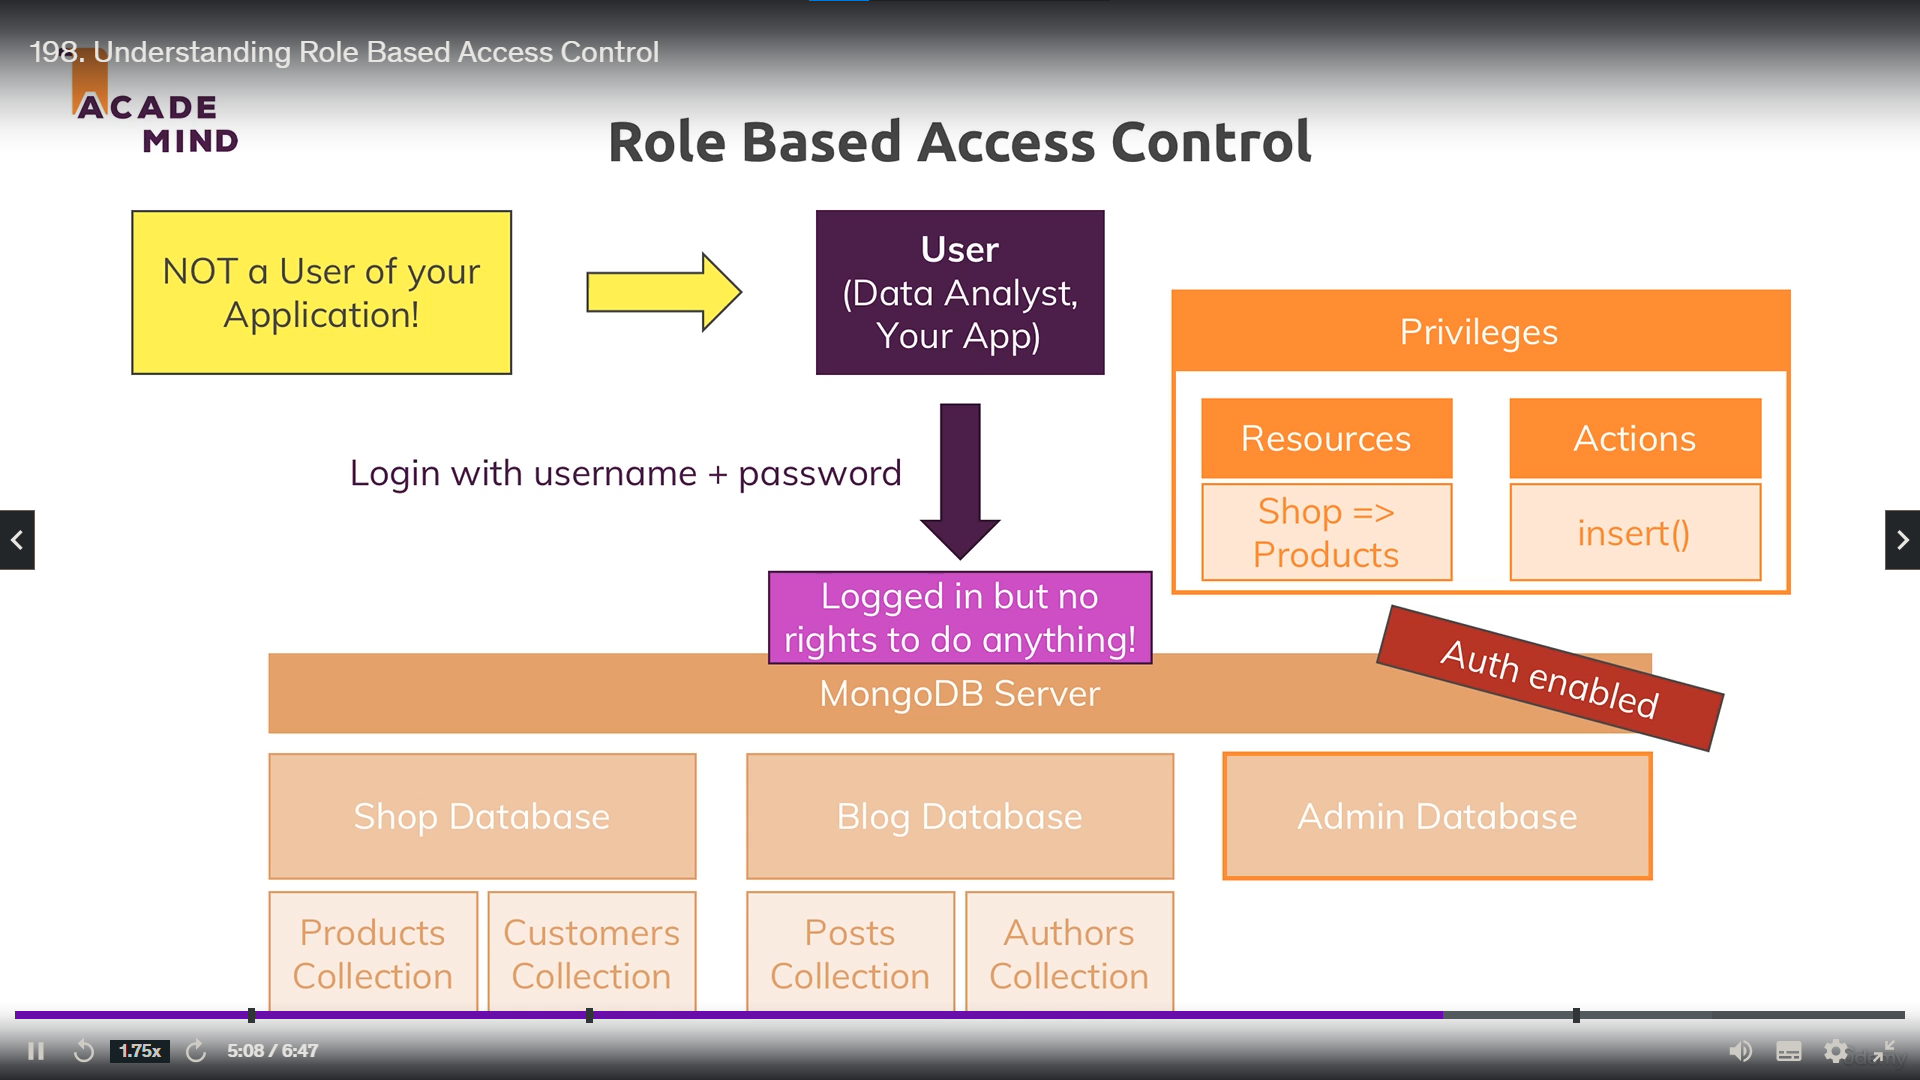 198. Understanding Role Based Access Control
ACADE
MIND
Role Based Access Control
NOT a User of your
Application!
User
(Data Analyst,
Your App)
Privileges
Resources
Actions
Shop =>
Products
insert()
Login with username + password
Logged in but no
rights to do anything!
Auth enabled
MongoDB Server
Shop Database
Blog Database
Admin Database
Products
Collection
Customers
Collection
Posts
Collection
Authors
Collection
1.75x
5:08 / 6:47
Udemy